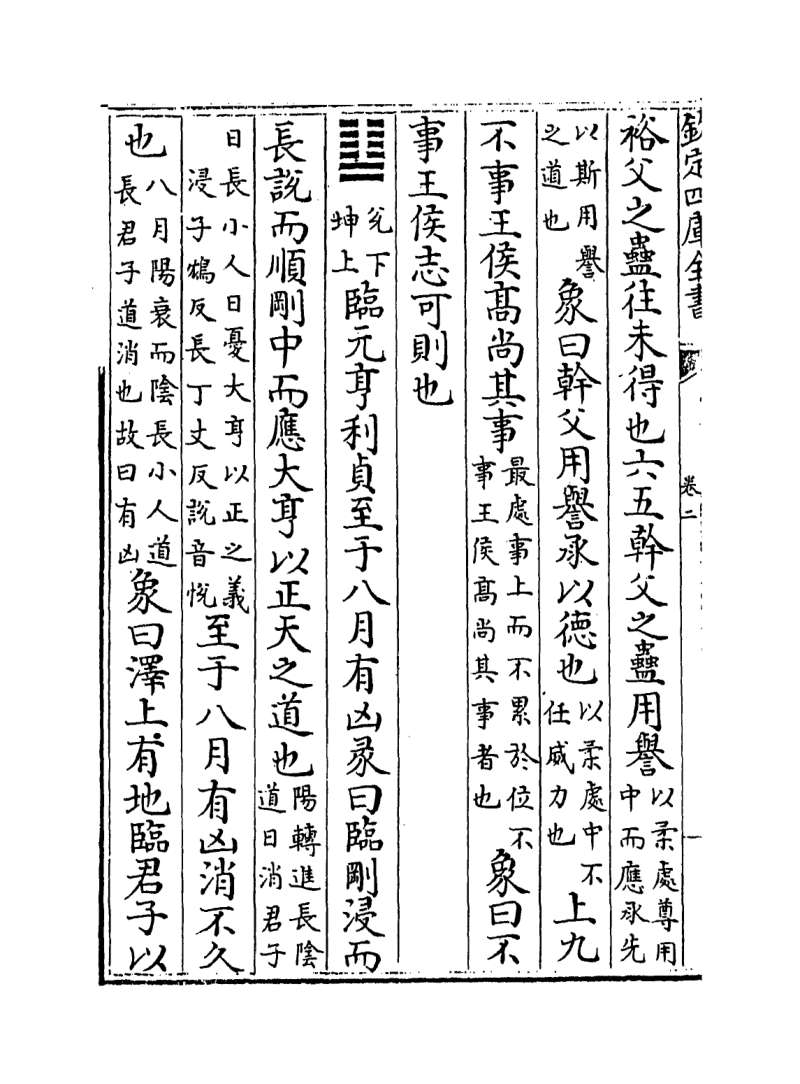 欽定四庫全書
卷二
裕父之蠱往未得也六五幹父之蠱用譽以柔處尊用中而應承先
以斯用譽之道也象曰幹父用譽承以德也以柔處中不任威力也上九
不事王侯髙尚其事最處事上而不累於位不事王侯髙尚其事者也象曰不
事王侯志可則也
䷒兌下坤上臨元亨利貞至于八月有凶彖曰臨剛浸而
長説而順剛中而應大亨以正天之道也陽轉進長陰道日消君子
日長小人日憂大亨以正之義浸子鴆反長丁丈反説音悅至于八月有凶消不久
也八月陽衰而陰長小人道長君子道消也故曰有凶象曰澤上有地臨君子以